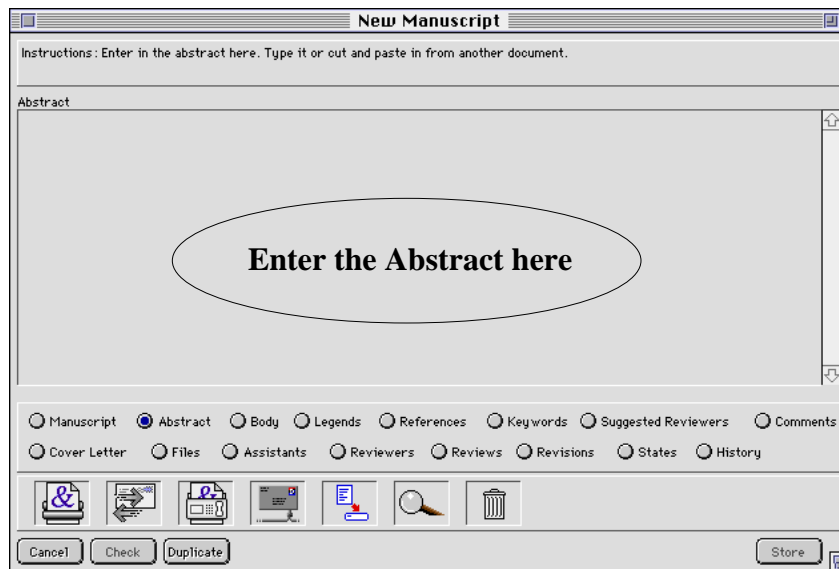 New Manuscript
Instructions: Enter in the abstract here. Type it or cut and paste in from another document.
Abstract
Enter the Abstract here
Manuscript Abstract Body Legends References Keywords Suggested Reviewers Comments
Cover Letter Files Assistants Reviewers Reviews Revisions States History
& &
Cancel Check Duplicate Store